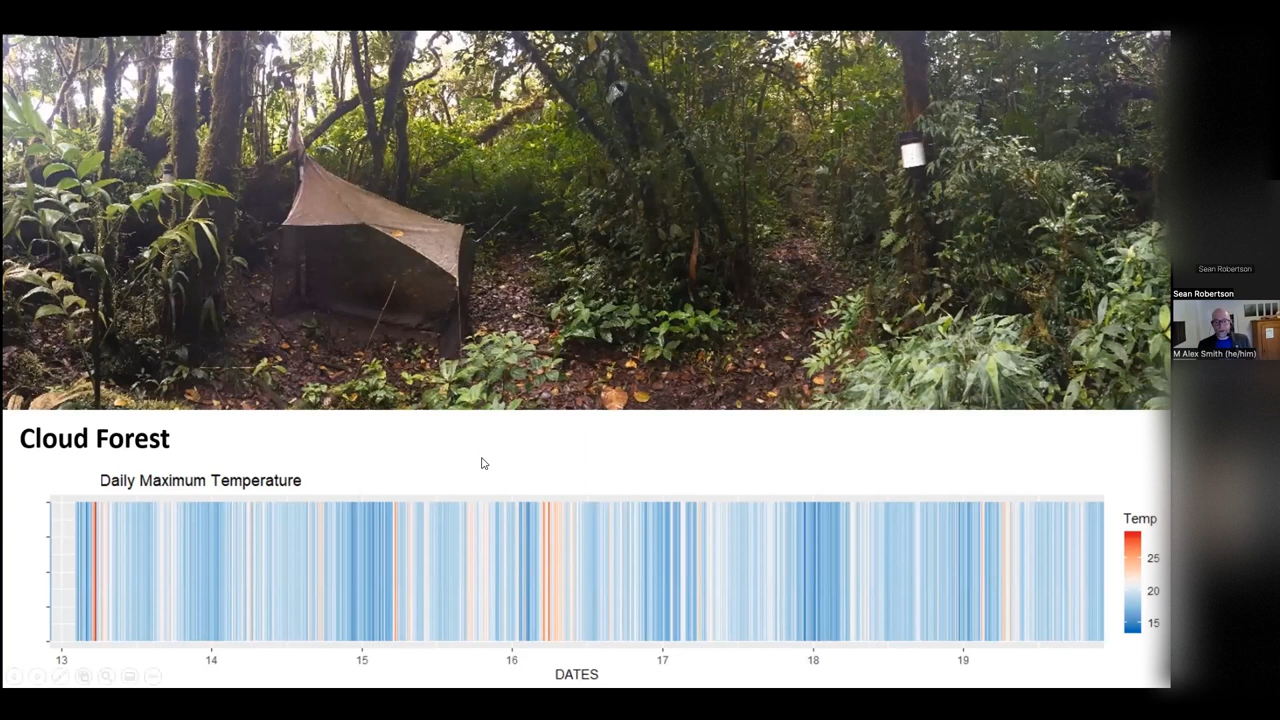 Sean Robertson
Sean Robertson
M Alex Smith (he/him)
Cloud Forest
Daily Maximum Temperature
Temp
25
20
15
13 14 15 16 17 18 19
DATES